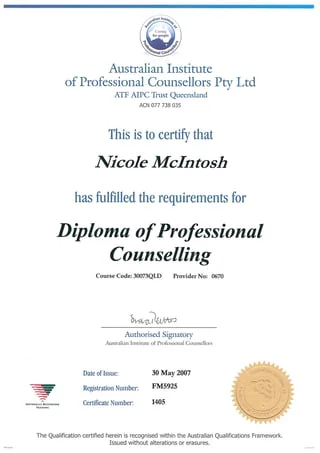 Australian Institute of
Caring
for people
Professional Counsellors
Australian Institute
of Professional Counsellors Pty Ltd
ATF AIPC Trust Queensland
ACN 077 738 035
This is to certify that
Nicole McIntosh
has fulfilled the requirements for
Diploma of Professional
Counselling
Course Code: 30073QLD Provider No: 0670
Authorised Signatory
Australian Institute of Professional Counsellors
Date of Issue: 30 May 2007
Registration Number: FM5925
Certificate Number: 1405
Nationally Recognised
Training
The Qualification certified herein is recognised within the Australian Qualifications Framework.
Issued without alterations or erasures.